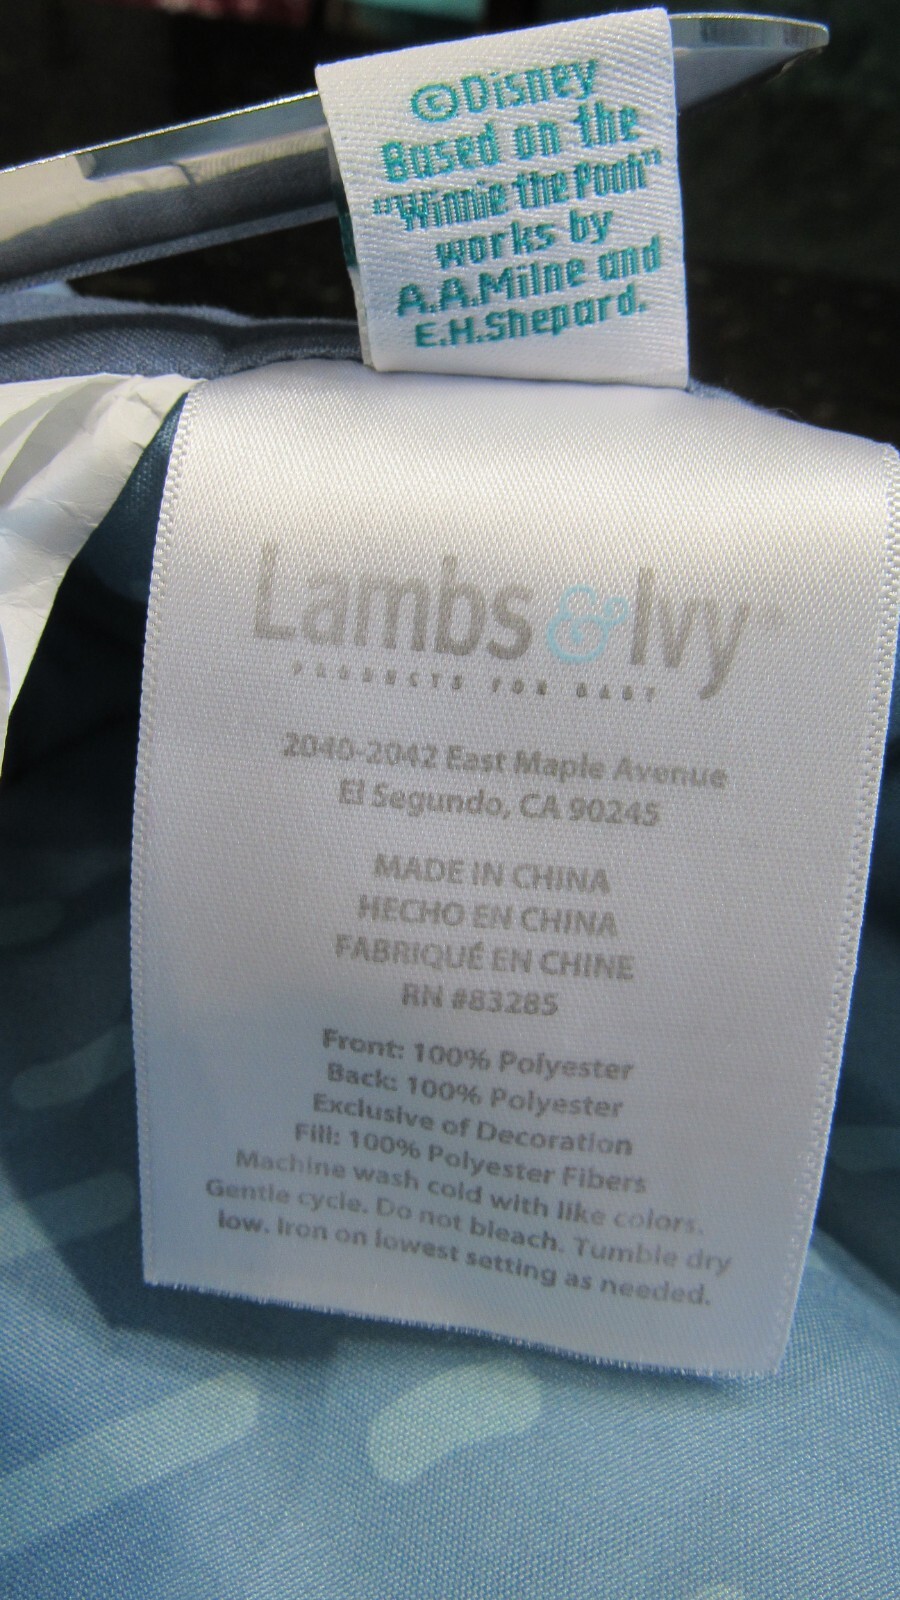 ©Disney
Based on the
"Winnie the Pooh"
works by
A.A.Milne and
E.H.Shepard.
Lambs & Ivy™
PRODUCTS FOR BABY
2040-2042 East Maple Avenue
El Segundo, CA 90245
MADE IN CHINA
HECHO EN CHINA
FABRIQUÉ EN CHINE
RN #83285
Front: 100% Polyester
Back: 100% Polyester
Exclusive of Decoration
Fill: 100% Polyester Fibers
Machine wash cold with like colors.
Gentle cycle. Do not bleach. Tumble dry
low. Iron on lowest setting as needed.